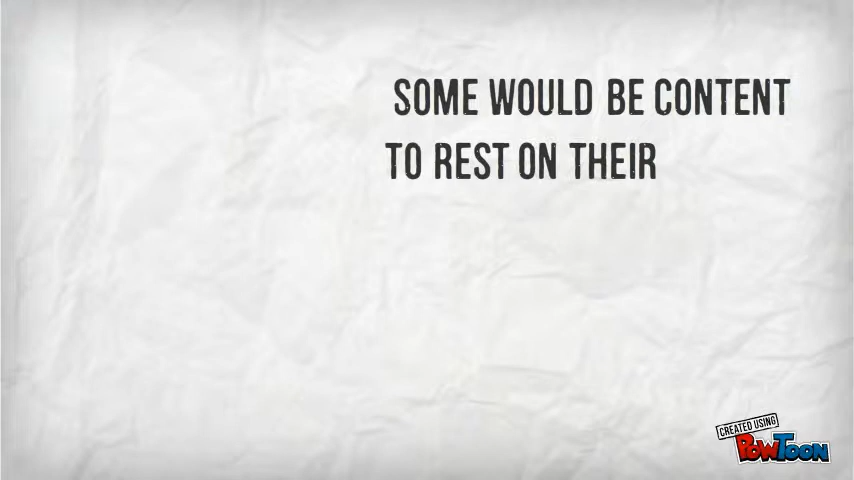 SOME WOULD BE CONTENT
TO REST ON THEIR
CREATED USING
POWTOON